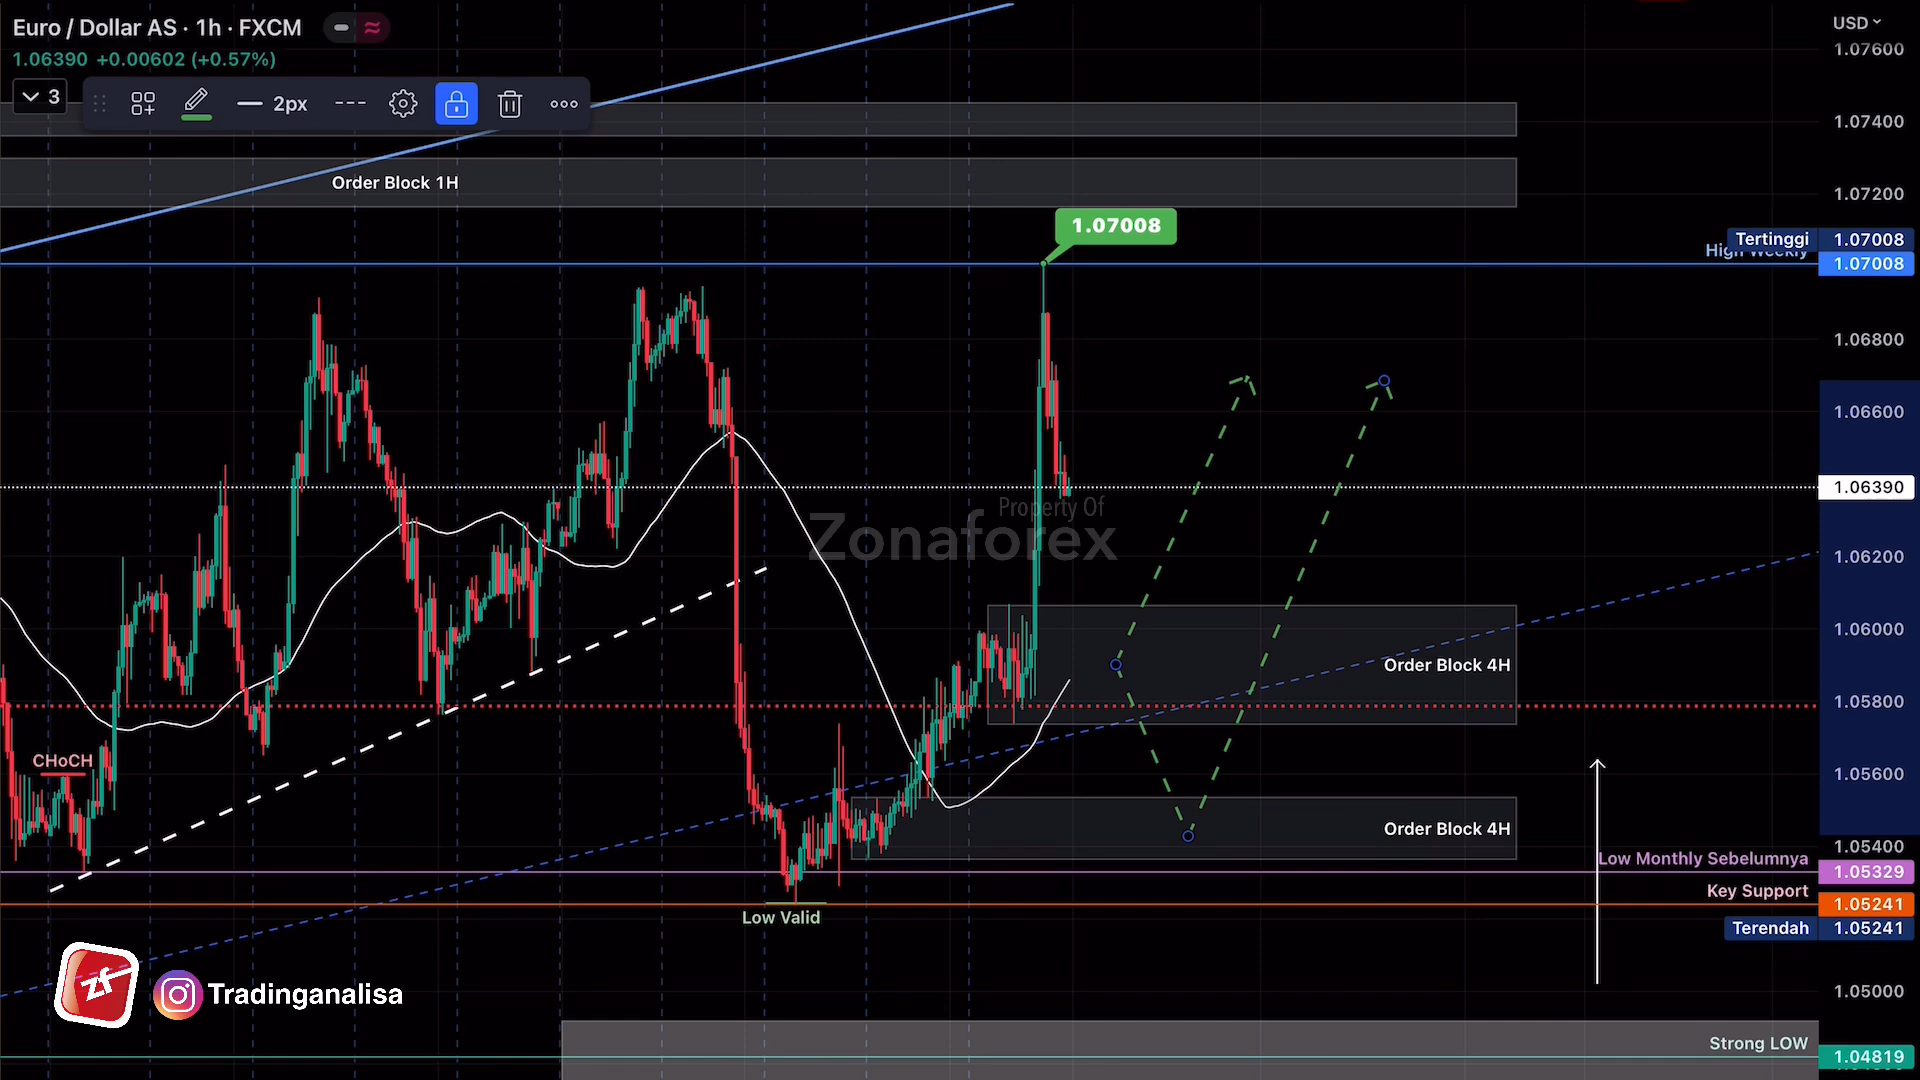 Euro / Dollar AS · 1h · FXCM
1.06390 +0.00602 (+0.57%)
3
2px
USD
1.07600
1.07400
Order Block 1H
1.07200
1.07008
Tertinggi 1.07008
High Weekly 1.07008
1.06800
1.06600
1.06390
Property Of
Zonaforex
1.06200
1.06000
Order Block 4H
1.05800
CHoCH
1.05600
Order Block 4H
1.05400
Low Monthly Sebelumnya 1.05329
Key Support 1.05241
Low Valid
Terendah 1.05241
zf
Tradinganalisa
1.05000
Strong LOW
1.04819